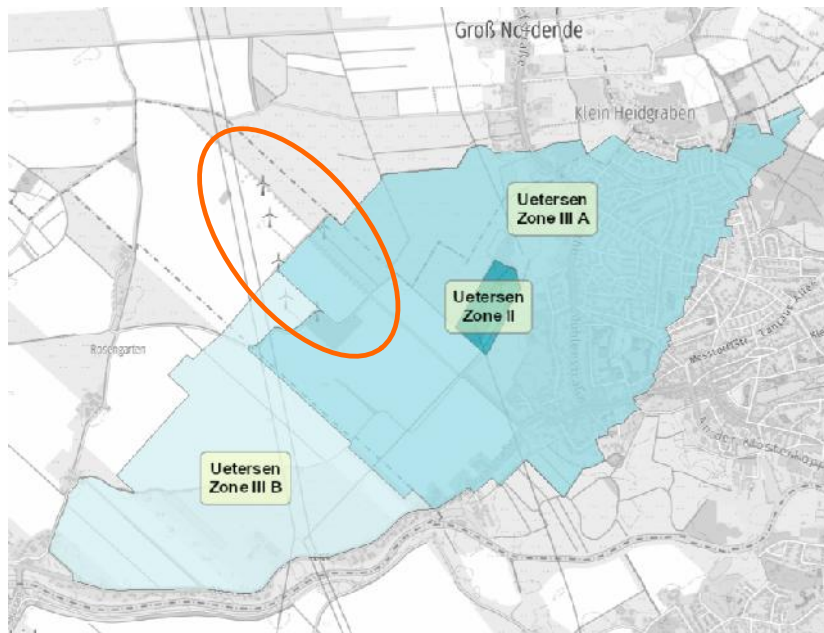 Groß Nordende
Klein Heidgraben
Uetersen
Zone III A
Uetersen
Zone II
Rosengarten
Uetersen
Zone III B